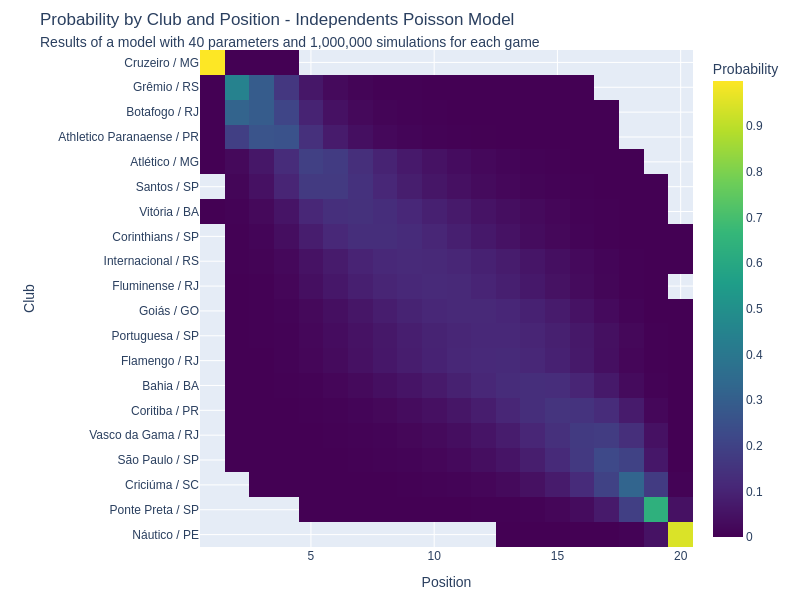 Probability by Club and Position - Independents Poisson Model
Results of a model with 40 parameters and 1,000,000 simulations for each game
Probability
Cruzeiro / MG
Grêmio / RS
Botafogo / RJ
Athletico Paranaense / PR
Atlético / MG
Santos / SP
Vitória / BA
Corinthians / SP
Internacional / RS
Fluminense / RJ
Goiás / GO
Portuguesa / SP
Flamengo / RJ
Bahia / BA
Coritiba / PR
Vasco da Gama / RJ
São Paulo / SP
Criciúma / SC
Ponte Preta / SP
Náutico / PE
Club
5
10
15
20
Position
0.9
0.8
0.7
0.6
0.5
0.4
0.3
0.2
0.1
0